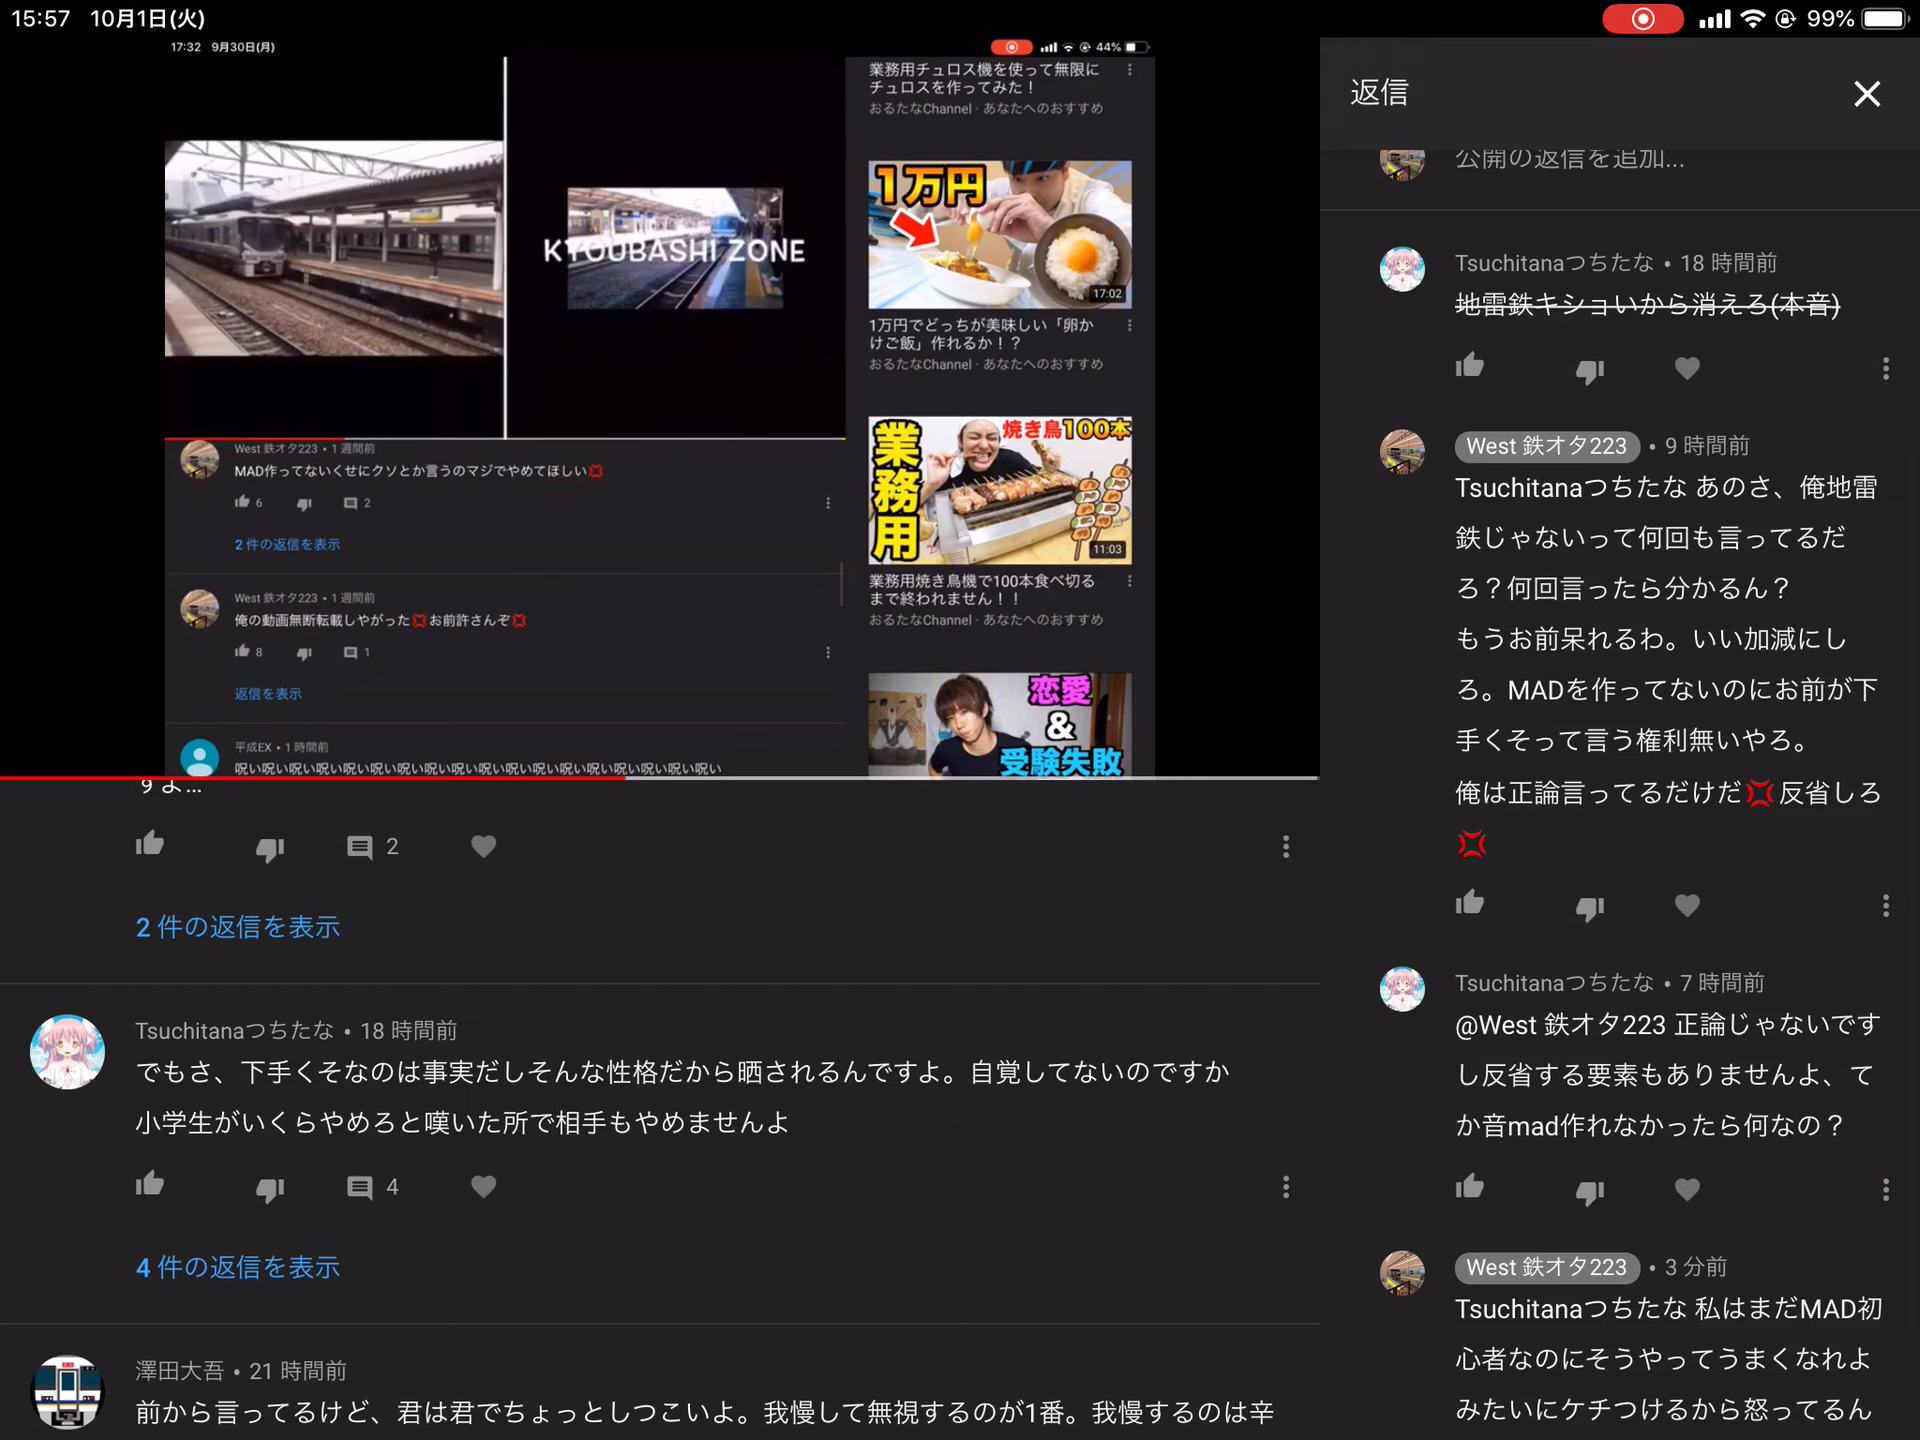 15:57 10月1日(火)
99%
17:32 9月30日(月)
44%
KYOUBASHI ZONE
業務用チュロス機を使って無限に
チュロスを作ってみた！
おるたなChannel · あなたへのおすすめ
1万円
17:02
1万円でどっちが美味しい「卵か
けご飯」作れるか！？
おるたなChannel · あなたへのおすすめ
業務用
焼き鳥100本
11:03
業務用焼き鳥機で100本食べ切る
まで終われません！！
おるたなChannel · あなたへのおすすめ
恋愛
&
受験失敗
West 鉄オタ223 • 1 週間前
MAD作ってないくせにクソとか言うのマジでやめてほしい💢
6
2
2 件の返信を表示
West 鉄オタ223 • 1 週間前
俺の動画無断転載しやがった💢お前許さんぞ💢
8
1
返信を表示
平成EX • 1 時間前
呪い呪い呪い呪い呪い呪い呪い呪い呪い呪い呪い呪い呪い呪い呪い呪い呪い呪い
2
2 件の返信を表示
Tsuchitanaつちたな • 18 時間前
でもさ、下手くそなのは事実だしそんな性格だから晒されるんですよ。自覚してないのですか
小学生がいくらやめろと嘆いた所で相手もやめませんよ
4
4 件の返信を表示
澤田大吾 • 21 時間前
前から言ってるけど、君は君でちょっとしつこいよ。我慢して無視するのが1番。我慢するのは辛
返信
公開の返信を追加...
Tsuchitanaつちたな • 18 時間前
地雷鉄キショいから消えろ(本音)
West 鉄オタ223 • 9 時間前
Tsuchitanaつちたな あのさ、俺地雷
鉄じゃないって何回も言ってるだ
ろ？何回言ったら分かるん？
もうお前呆れるわ。いい加減にし
ろ。MADを作ってないのにお前が下
手くそって言う権利無いやろ。
俺は正論言ってるだけだ💢反省しろ
💢
Tsuchitanaつちたな • 7 時間前
@West 鉄オタ223 正論じゃないです
し反省する要素もありませんよ、て
か音mad作れなかったら何なの？
West 鉄オタ223 • 3 分前
Tsuchitanaつちたな 私はまだMAD初
心者なのにそうやってうまくなれよ
みたいにケチつけるから怒ってるん